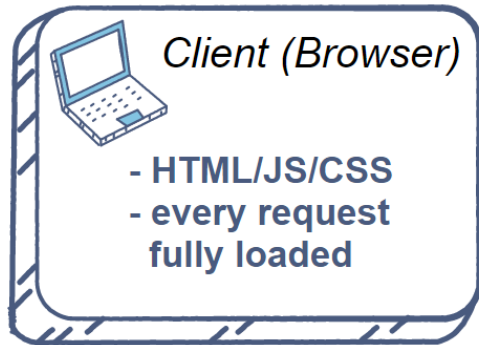 Client (Browser)
- HTML/JS/CSS
- every request
fully loaded